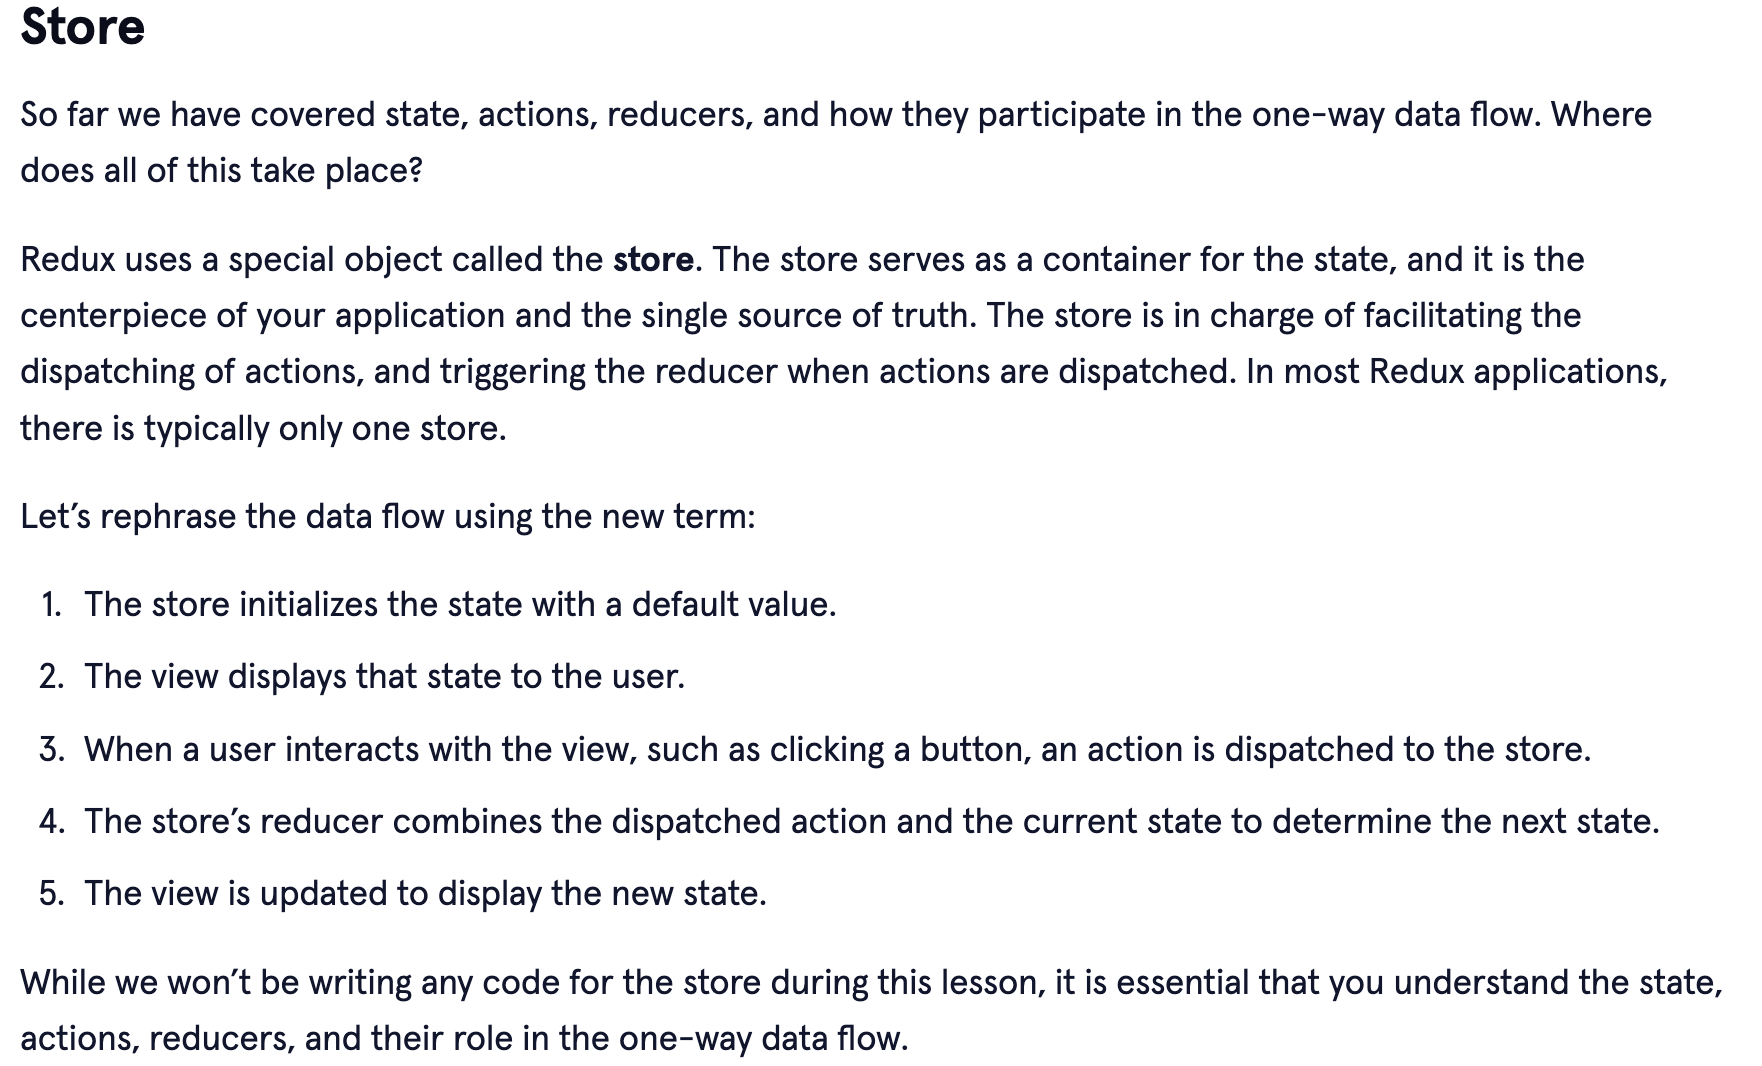 Store
So far we have covered state, actions, reducers, and how they participate in the one-way data flow. Where
does all of this take place?
Redux uses a special object called the store. The store serves as a container for the state, and it is the
centerpiece of your application and the single source of truth. The store is in charge of facilitating the
dispatching of actions, and triggering the reducer when actions are dispatched. In most Redux applications,
there is typically only one store.
Let’s rephrase the data flow using the new term:
1. The store initializes the state with a default value.
2. The view displays that state to the user.
3. When a user interacts with the view, such as clicking a button, an action is dispatched to the store.
4. The store’s reducer combines the dispatched action and the current state to determine the next state.
5. The view is updated to display the new state.
While we won’t be writing any code for the store during this lesson, it is essential that you understand the state,
actions, reducers, and their role in the one-way data flow.